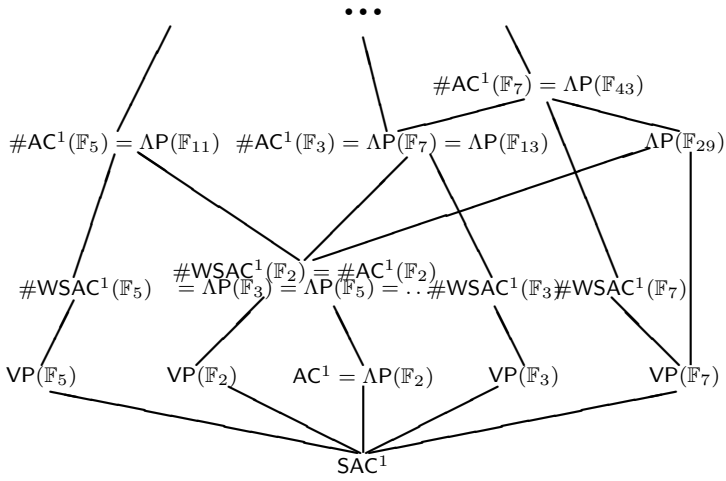 ...
#AC¹(𝔽₇) = ΛP(𝔽₄₃)
#AC¹(𝔽₅) = ΛP(𝔽₁₁) #AC¹(𝔽₃) = ΛP(𝔽₇) = ΛP(𝔽₁₃) ΛP(𝔽₂₉)
#WSAC¹(𝔽₂) = #AC¹(𝔽₂)
#WSAC¹(𝔽₅) = ΛP(𝔽₃) = ΛP(𝔽₅) = ... #WSAC¹(𝔽₃) #WSAC¹(𝔽₇)
VP(𝔽₅) VP(𝔽₂) AC¹ = ΛP(𝔽₂) VP(𝔽₃) VP(𝔽₇)
SAC¹